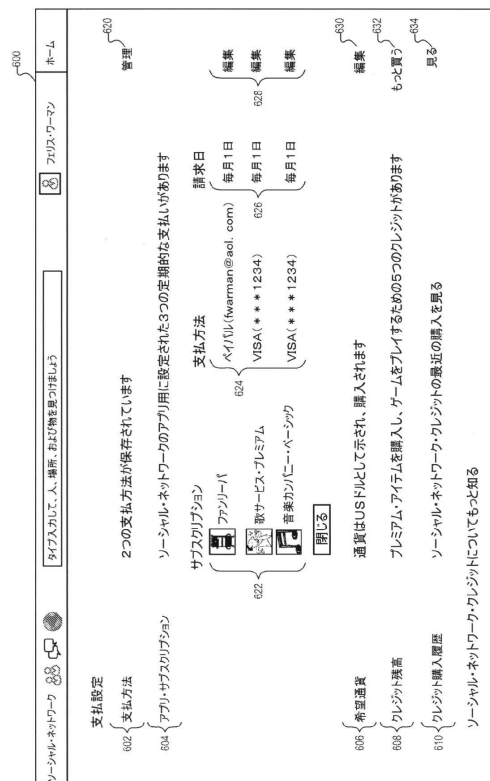 600
ソーシャル・ネットワーク タイプ入力して、人、場所、および物を見つけましょう フェリス・ワーマン ホーム
支払設定
602 支払方法 2つの支払方法が保存されています 管理 620
604 アプリ・サブスクリプション ソーシャル・ネットワークのアプリ用に設定された3つの定期的な支払いがあります
サブスクリプション 支払方法 請求日
ファンリーパ ペイパル(fwarman@aol.com) 毎月1日 編集
歌サービス・プレミアム VISA(***1234) 毎月1日 編集
音楽カンパニー・ベーシック VISA(***1234) 毎月1日 編集
622 624 626 628
閉じる
606 希望通貨 通貨はUSドルとして示され、購入されます 編集 630
608 クレジット残高 プレミアム・アイテムを購入し、ゲームをプレイするための5つのクレジットがあります もっと買う 632
610 クレジット購入履歴 ソーシャル・ネットワーク・クレジットの最近の購入を見る 見る 634
ソーシャル・ネットワーク・クレジットについてもっと知る